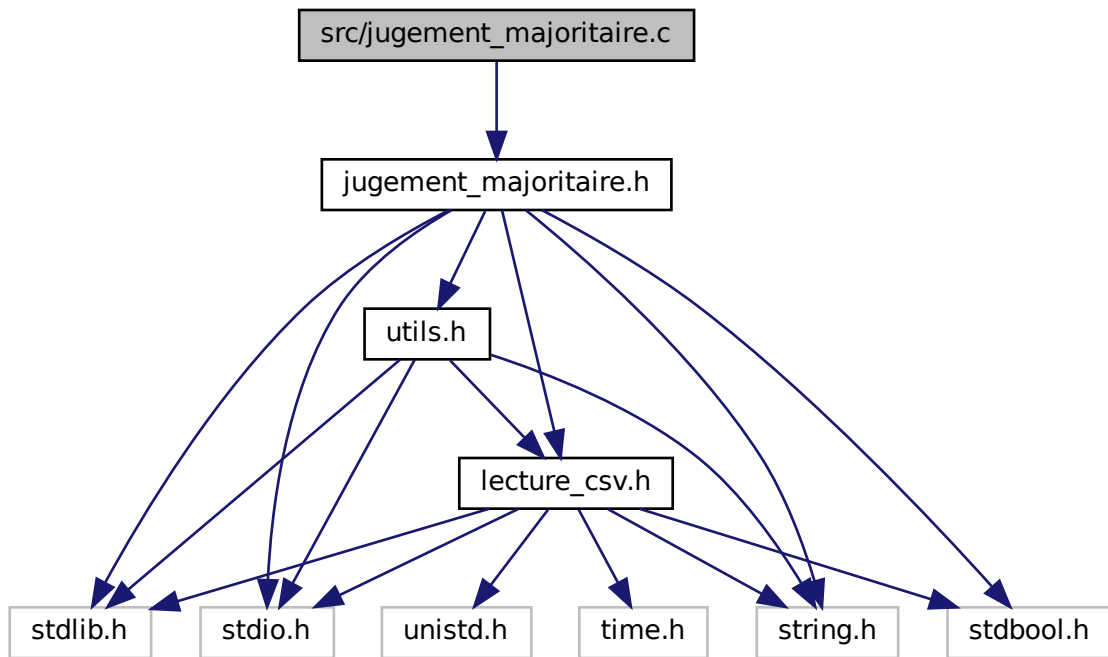 src/jugement_majoritaire.c
jugement_majoritaire.h
utils.h
lecture_csv.h
stdlib.h
stdio.h
unistd.h
time.h
string.h
stdbool.h